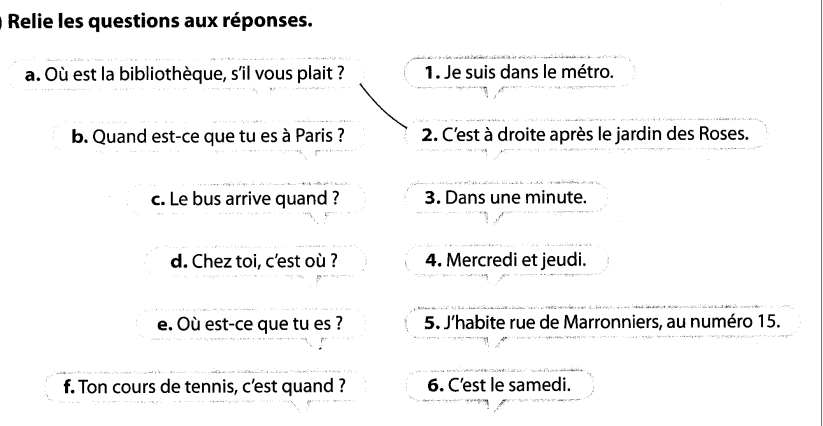 ) Relie les questions aux réponses.
a. Où est la bibliothèque, s'il vous plait ?
1. Je suis dans le métro.
b. Quand est-ce que tu es à Paris ?
2. C'est à droite après le jardin des Roses.
c. Le bus arrive quand ?
3. Dans une minute.
d. Chez toi, c'est où ?
4. Mercredi et jeudi.
e. Où est-ce que tu es ?
5. J'habite rue de Marronniers, au numéro 15.
f. Ton cours de tennis, c'est quand ?
6. C'est le samedi.